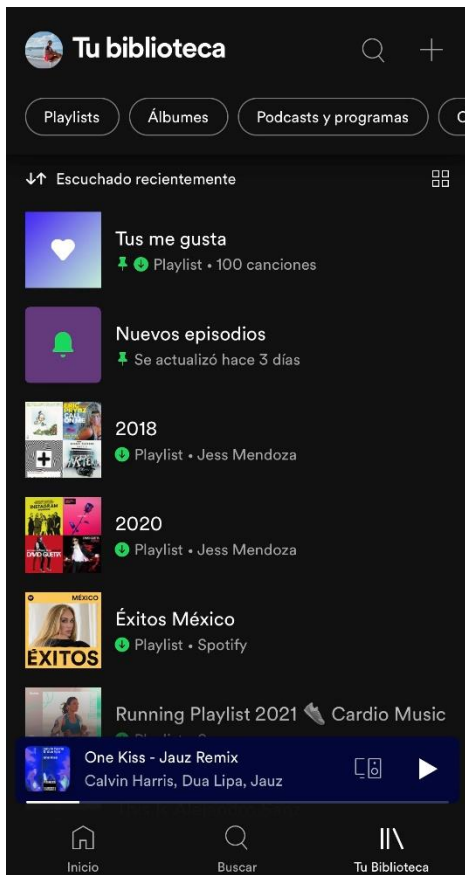 Tu biblioteca
Playlists Álbumes Podcasts y programas
Escuchado recientemente
Tus me gusta
Playlist • 100 canciones
Nuevos episodios
Se actualizó hace 3 días
2018
Playlist • Jess Mendoza
2020
Playlist • Jess Mendoza
MÉXICO
ÉXITOS
Éxitos México
Playlist • Spotify
Running Playlist 2021 Cardio Music
One Kiss - Jauz Remix
Calvin Harris, Dua Lipa, Jauz
Inicio Buscar Tu Biblioteca